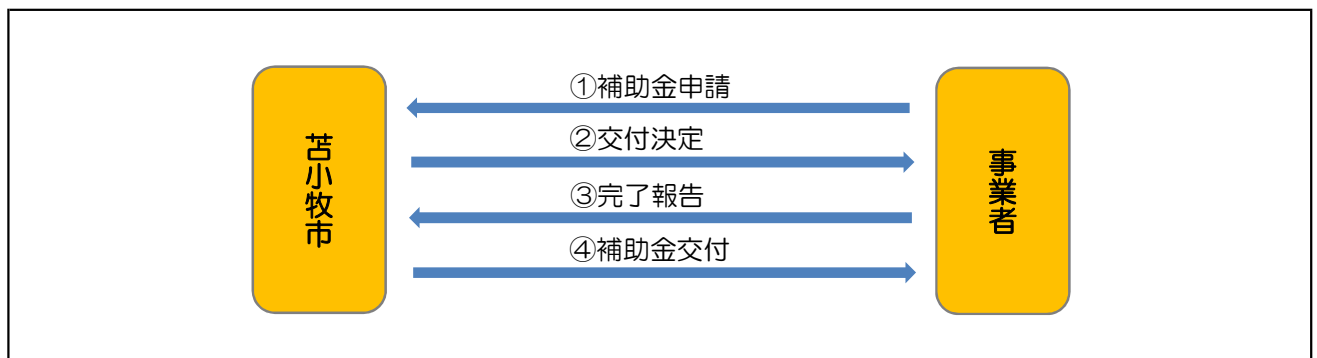 苫小牧市
①補助金申請
②交付決定
③完了報告
④補助金交付
事業者